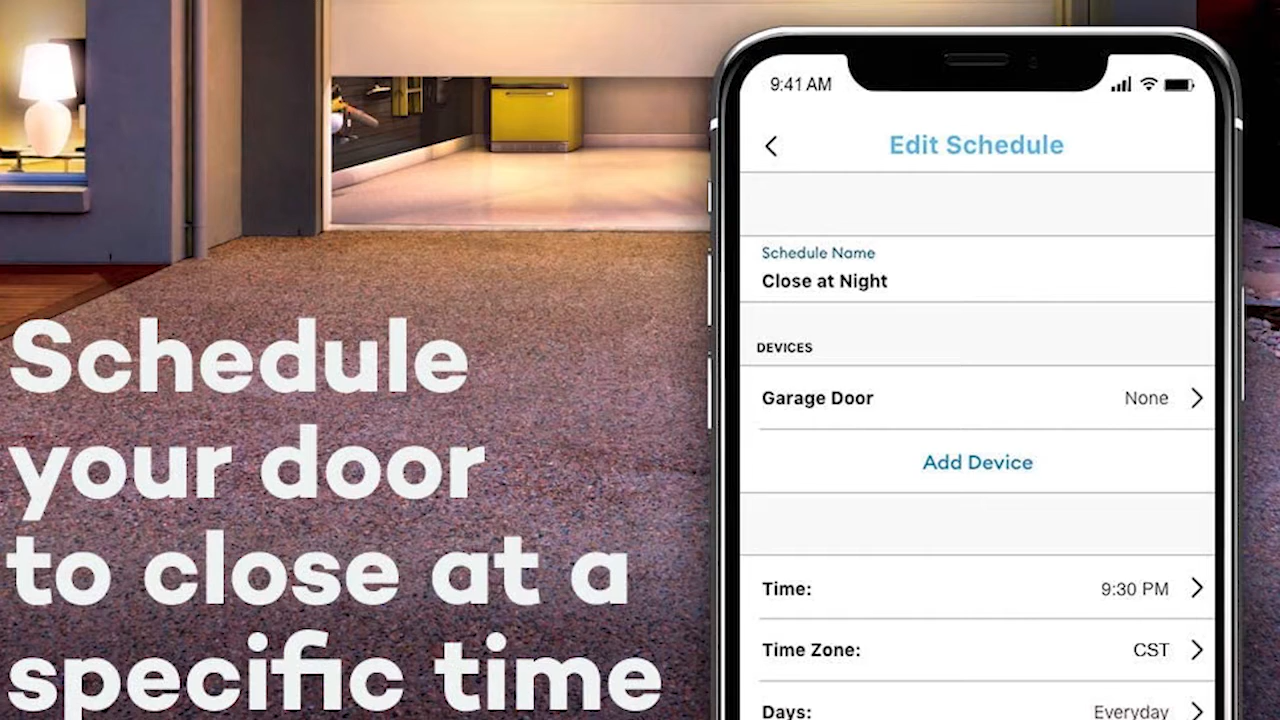 Schedule
your door
to close at a
specific time
9:41 AM
Edit Schedule
Schedule Name
Close at Night
DEVICES
Garage Door None
Add Device
Time: 9:30 PM
Time Zone: CST
Days: Everyday